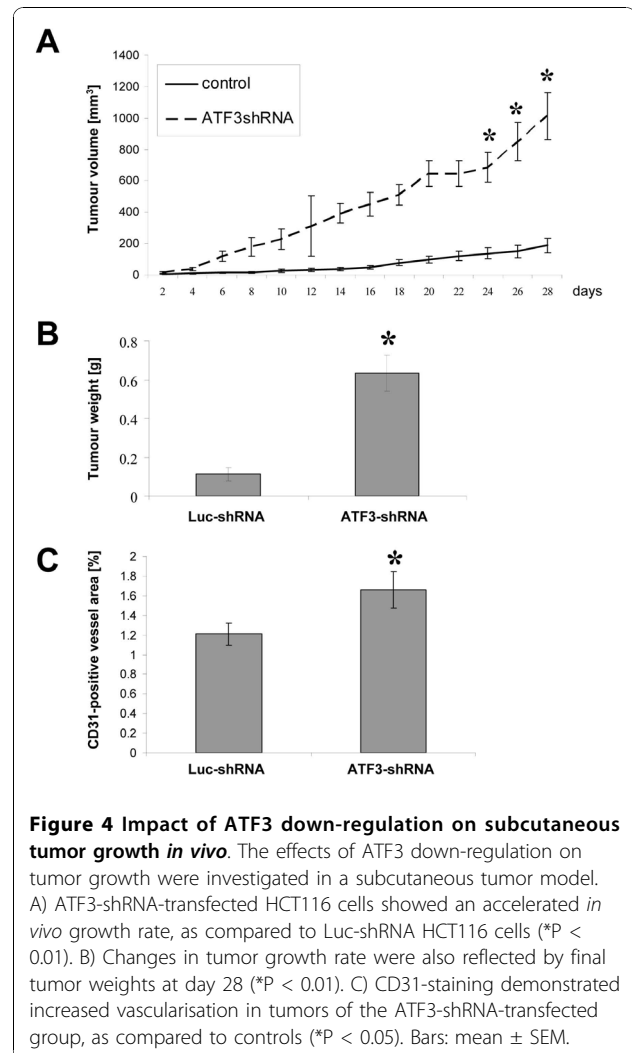 A
Tumour volume [mm³]
1400
1200
1000
800
600
400
200
0
control
ATF3shRNA
* * *
2 4 6 8 10 12 14 16 18 20 22 24 26 28 days
B
Tumour weight [g]
0.8
0.6
0.4
0.2
0
*
Luc-shRNA ATF3-shRNA
C
CD31-positive vessel area [%]
2
1.8
1.6
1.4
1.2
1
0.8
0.6
0.4
0.2
0
*
Luc-shRNA ATF3-shRNA
Figure 4 Impact of ATF3 down-regulation on subcutaneous
tumor growth in vivo. The effects of ATF3 down-regulation on
tumor growth were investigated in a subcutaneous tumor model.
A) ATF3-shRNA-transfected HCT116 cells showed an accelerated in
vivo growth rate, as compared to Luc-shRNA HCT116 cells (*P <
0.01). B) Changes in tumor growth rate were also reflected by final
tumor weights at day 28 (*P < 0.01). C) CD31-staining demonstrated
increased vascularisation in tumors of the ATF3-shRNA-transfected
group, as compared to controls (*P < 0.05). Bars: mean ± SEM.